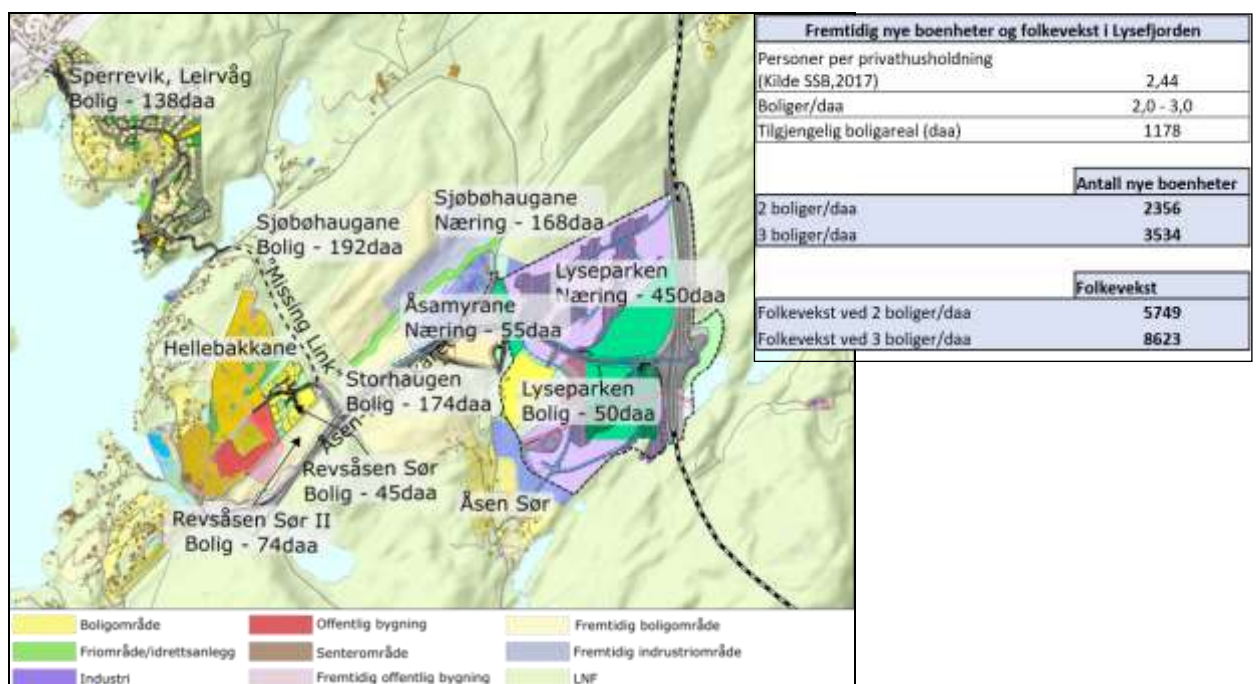 Sperrevik, Leirvåg
Bolig - 138daa
Sjøbøhaugane
Næring - 168daa
Sjøbøhaugane
Bolig - 192daa
"Missing Link"
Lyseparken
Næring - 450daa
Åsamyrane
Næring - 55daa
Hellebakkane
Storhaugen
Bolig - 174daa
Lyseparken
Bolig - 50daa
Åsen-
Revsåsen Sør
Bolig - 45daa
Åsen Sør
Revsåsen Sør II
Bolig - 74daa
Boligområde
Offentlig bygning
Fremtidig boligområde
Friområde/idrettsanlegg
Senterområde
Fremtidig indrustriområde
Industri
Fremtidig offentlig bygning
LNF
Fremtidig nye boenheter og folkevekst i Lysefjorden
Personer per privathusholdning
(Kilde SSB,2017) 2,44
Boliger/daa 2,0 - 3,0
Tilgjengelig boligareal (daa) 1178
Antall nye boenheter
2 boliger/daa 2356
3 boliger/daa 3534
Folkevekst
Folkevekst ved 2 boliger/daa 5749
Folkevekst ved 3 boliger/daa 8623